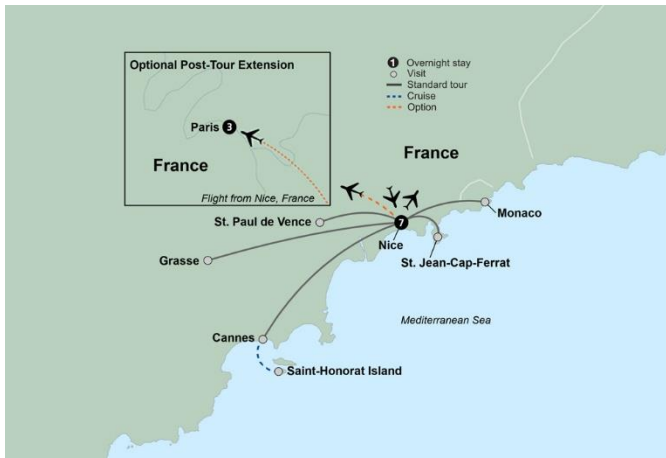 Optional Post-Tour Extension
Paris 3
France
Flight from Nice, France
1 Overnight stay
Visit
Standard tour
Cruise
Option
France
St. Paul de Vence
7
Nice
Monaco
St. Jean-Cap-Ferrat
Grasse
Mediterranean Sea
Cannes
Saint-Honorat Island